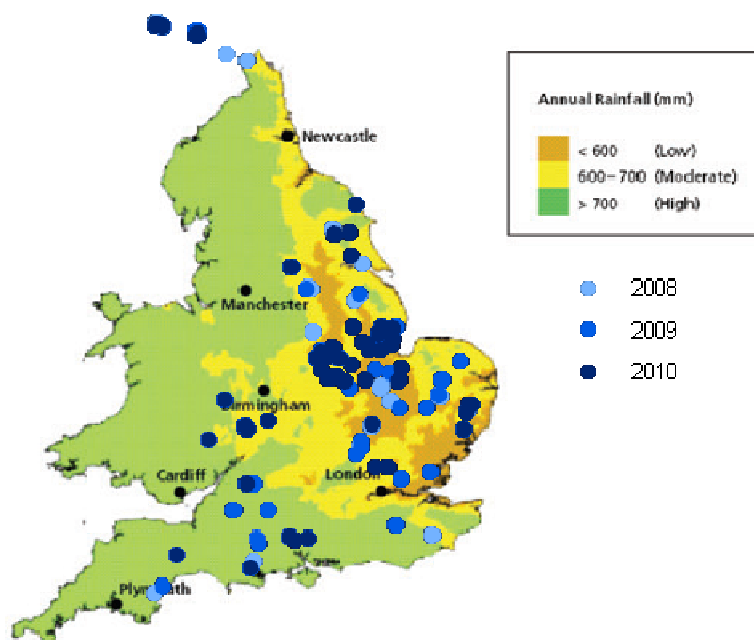 Newcastle
Manchester
Birmingham
Cardiff
London
Plymouth
Annual Rainfall (mm)
< 600 (Low)
600–700 (Moderate)
> 700 (High)
2008
2009
2010